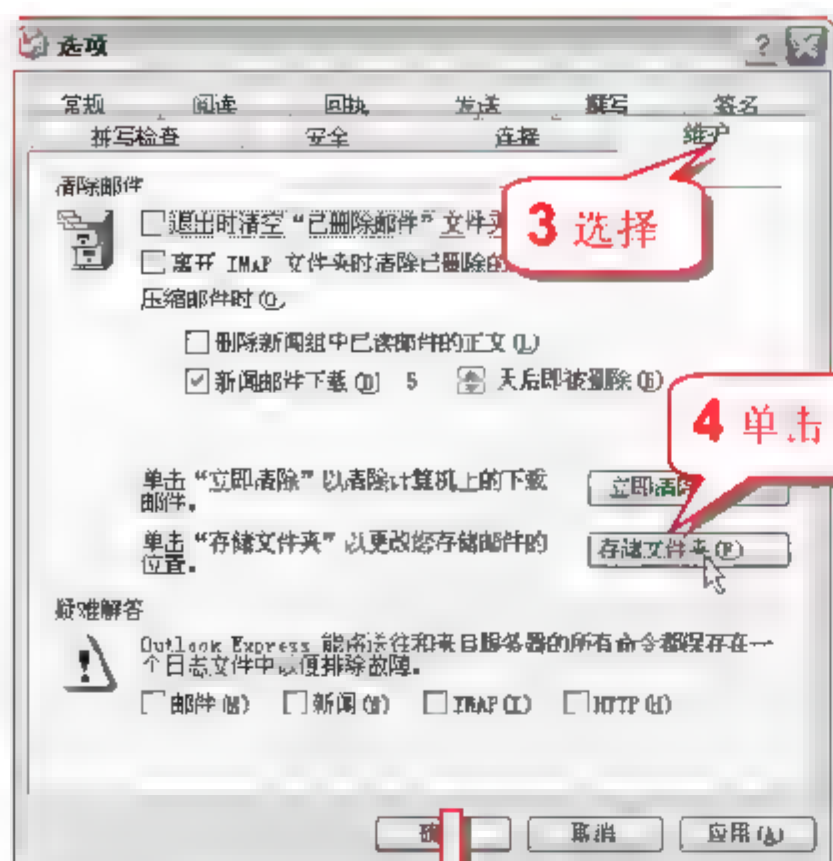 选项
常规 阅读 回执 发送 撰写 签名
拼写检查 安全 连接 维护
清除邮件
3 选择
退出时清空“已删除邮件”文件夹
离开 IMAP 文件夹时清除已删除的
压缩邮件时
删除新闻组中已读邮件的正文(L)
新闻邮件下载(D) 5 天后即被删除(G)
4 单击
单击“立即清除”以清除计算机上的下载
邮件。
立即清除
单击“存储文件夹”以更改您存储邮件的
位置。
存储文件夹(F)
疑难解答
Outlook Express 能将送往和来自服务器的所有命令都保存在一
个日志文件中以便排除故障。
邮件(M) 新闻(N) IMAP(I) HTTP(H)
取消 应用(A)